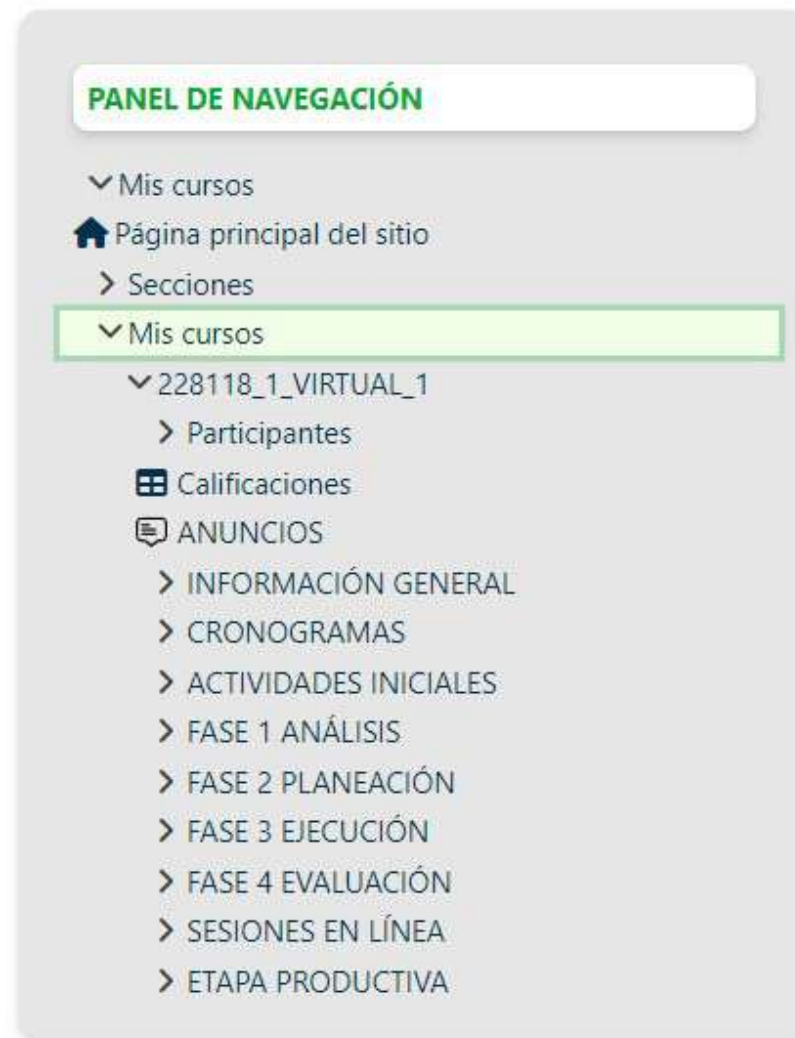 PANEL DE NAVEGACIÓN
Mis cursos
Página principal del sitio
Secciones
Mis cursos
228118_1_VIRTUAL_1
Participantes
Calificaciones
ANUNCIOS
INFORMACIÓN GENERAL
CRONOGRAMAS
ACTIVIDADES INICIALES
FASE 1 ANÁLISIS
FASE 2 PLANEACIÓN
FASE 3 EJECUCIÓN
FASE 4 EVALUACIÓN
SESIONES EN LÍNEA
ETAPA PRODUCTIVA